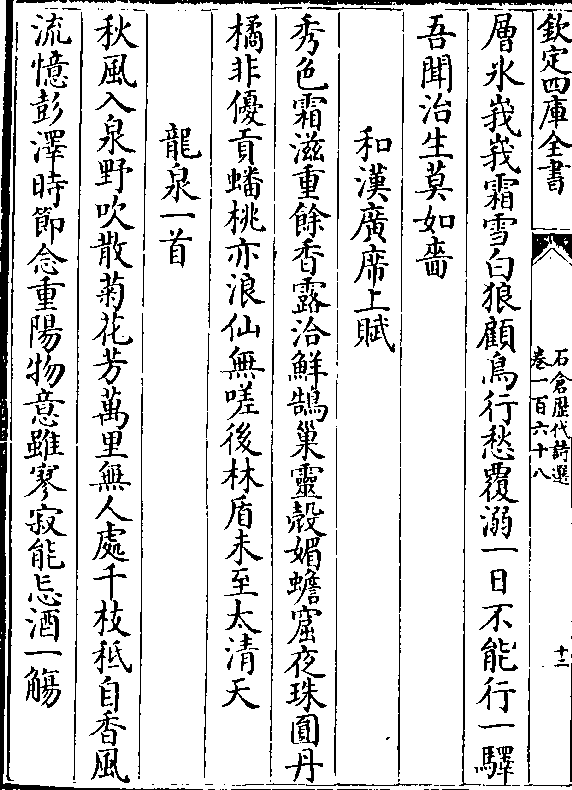 欽定四庫全書
石倉歴代詩選
卷一百六十八
十二
層氷峩峩霜雪白狼顧鳥行愁覆溺一日不能行一驛
吾聞治生莫如嗇
和漢廣席上賦
秀色霜滋重餘香露洽鮮鵠巢靈㲉媚蟾窟夜珠圓丹
橘非優貢蟠桃亦浪仙無嗟後林盾未至太清天
龍泉一首
秋風入泉野吹散菊花芳萬里無人處千枝秪自香風
流憶彭澤時節念重陽物意雖寥寂能忘酒一觴